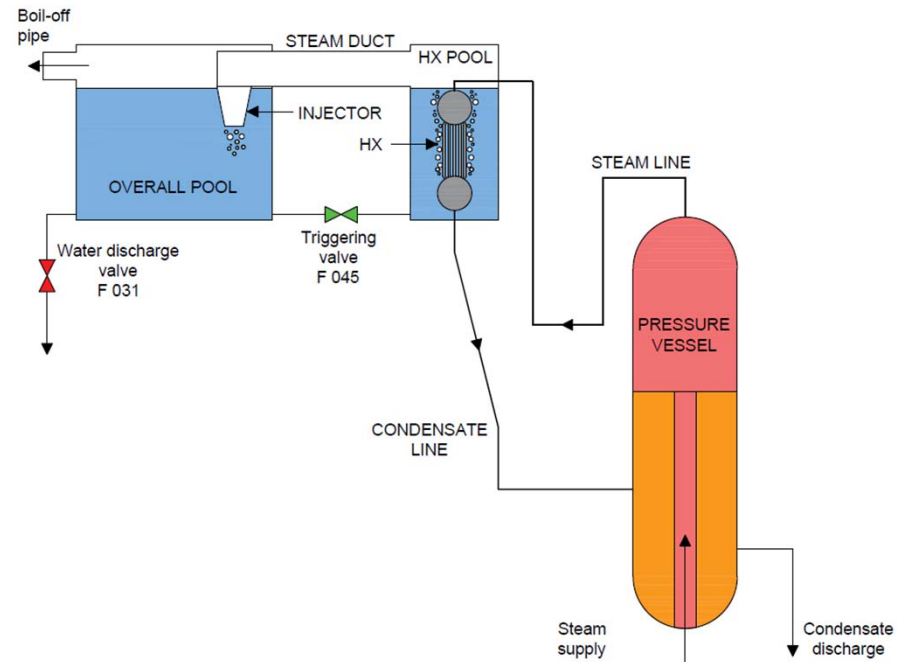 Boil-off
pipe
STEAM DUCT
HX POOL
INJECTOR
HX
OVERALL POOL
STEAM LINE
Water discharge
valve
F 031
Triggering
valve
F 045
PRESSURE
VESSEL
CONDENSATE
LINE
Steam
supply
Condensate
discharge